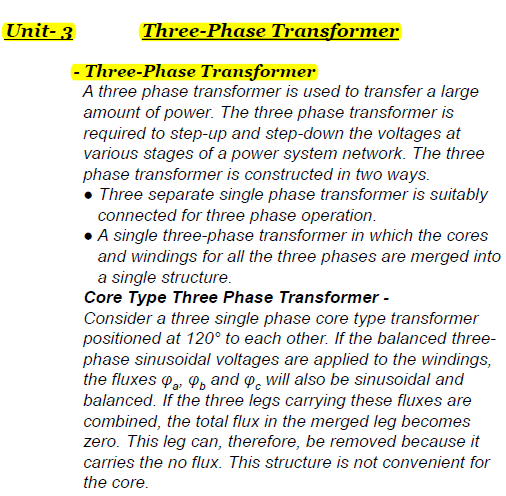 Unit- 3 Three-Phase Transformer
- Three-Phase Transformer
A three phase transformer is used to transfer a large
amount of power. The three phase transformer is
required to step-up and step-down the voltages at
various stages of a power system network. The three
phase transformer is constructed in two ways.
● Three separate single phase transformer is suitably
connected for three phase operation.
● A single three-phase transformer in which the cores
and windings for all the three phases are merged into
a single structure.
Core Type Three Phase Transformer -
Consider a three single phase core type transformer
positioned at 120° to each other. If the balanced three-
phase sinusoidal voltages are applied to the windings,
the fluxes φa, φb and φc will also be sinusoidal and
balanced. If the three legs carrying these fluxes are
combined, the total flux in the merged leg becomes
zero. This leg can, therefore, be removed because it
carries the no flux. This structure is not convenient for
the core.